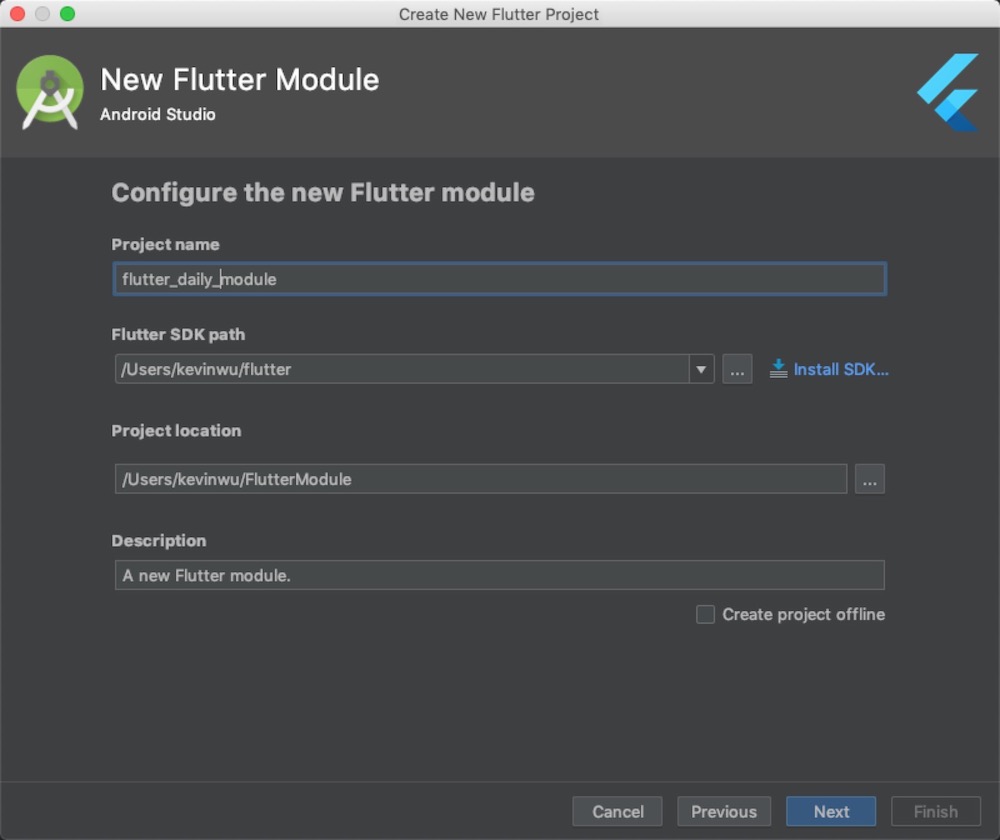 Create New Flutter Project
New Flutter Module
Android Studio
Configure the new Flutter module
Project name
flutter_daily_module
Flutter SDK path
/Users/kevinwu/flutter
...
Install SDK...
Project location
/Users/kevinwu/FlutterModule
...
Description
A new Flutter module.
Create project offline
Cancel
Previous
Next
Finish